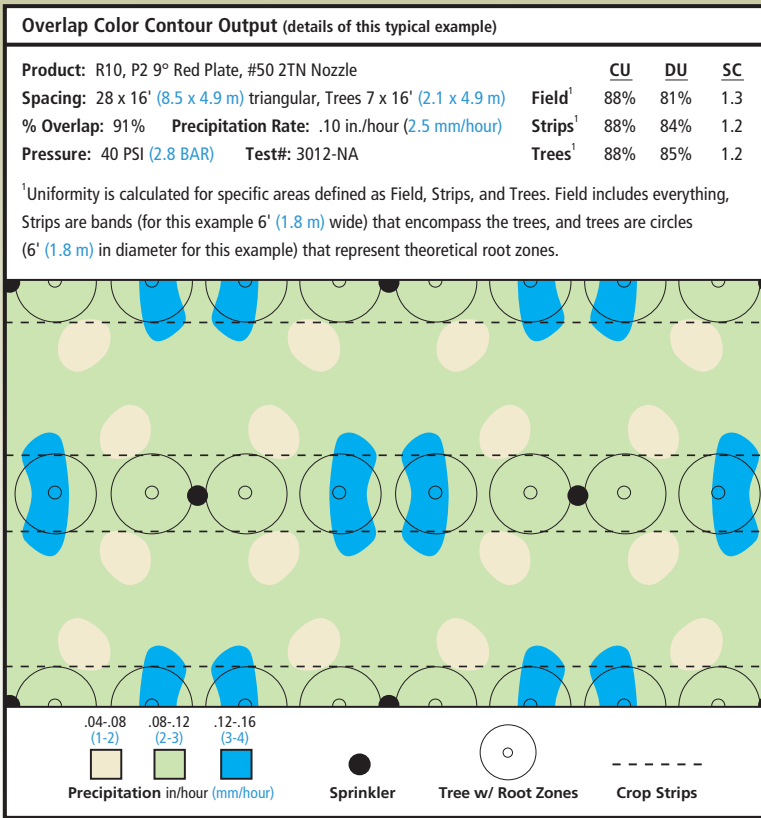 Overlap Color Contour Output (details of this typical example)
Product: R10, P2 9° Red Plate, #50 2TN Nozzle CU DU SC
Spacing: 28 x 16' (8.5 x 4.9 m) triangular, Trees 7 x 16' (2.1 x 4.9 m) Field¹ 88% 81% 1.3
% Overlap: 91% Precipitation Rate: .10 in./hour (2.5 mm/hour) Strips¹ 88% 84% 1.2
Pressure: 40 PSI (2.8 BAR) Test#: 3012-NA Trees¹ 88% 85% 1.2
¹Uniformity is calculated for specific areas defined as Field, Strips, and Trees. Field includes everything,
Strips are bands (for this example 6' (1.8 m) wide) that encompass the trees, and trees are circles
(6' (1.8 m) in diameter for this example) that represent theoretical root zones.
.04-.08 .08-.12 .12-.16
(1-2) (2-3) (3-4)
Precipitation in/hour (mm/hour) Sprinkler Tree w/ Root Zones Crop Strips